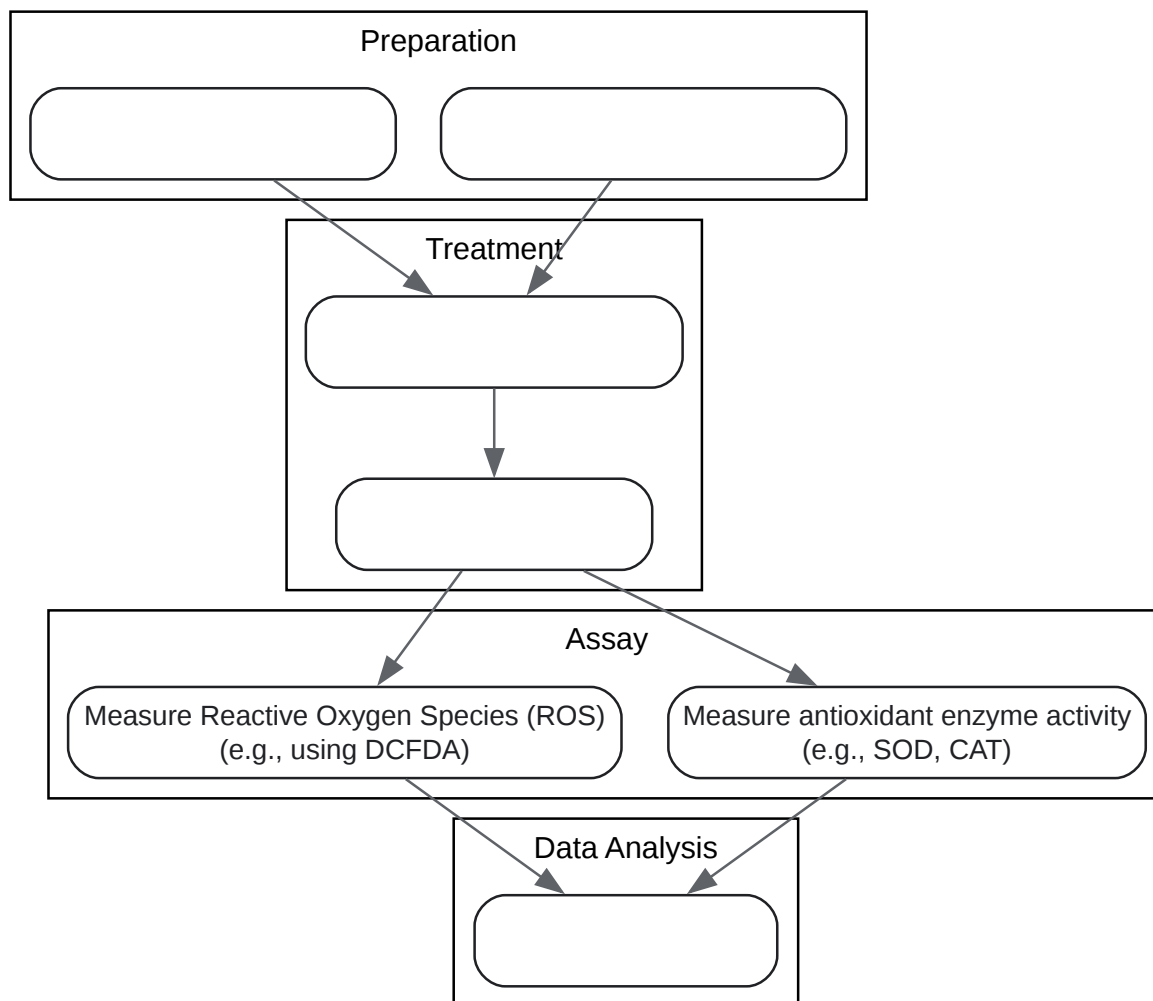 Preparation
Treatment
Assay
Measure Reactive Oxygen Species (ROS)
(e.g., using DCFDA)
Measure antioxidant enzyme activity
(e.g., SOD, CAT)
Data Analysis